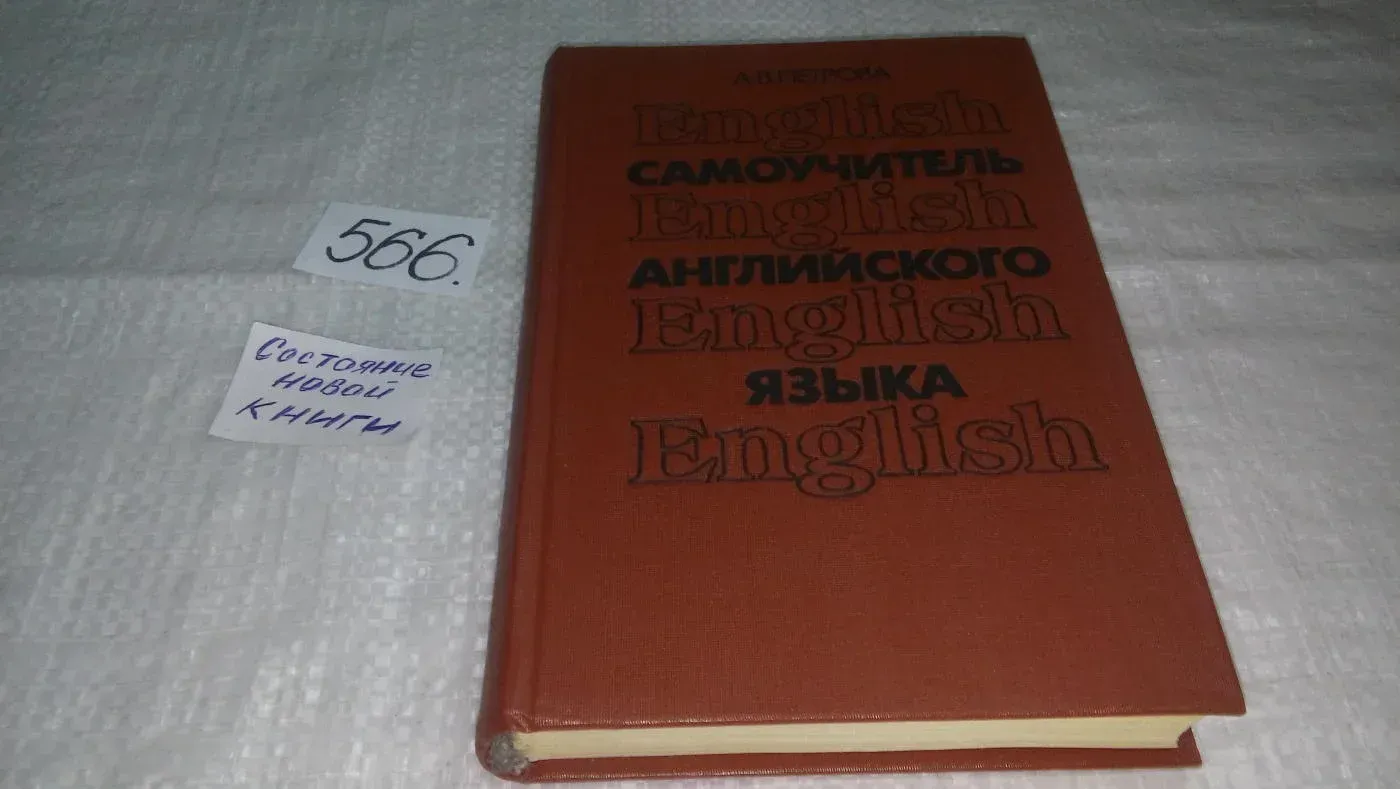 566.
Состояние
новой
книги
А.В.ПЕТРОВА
English
САМОУЧИТЕЛЬ
English
АНГЛИЙСКОГО
English
ЯЗЫКА
English